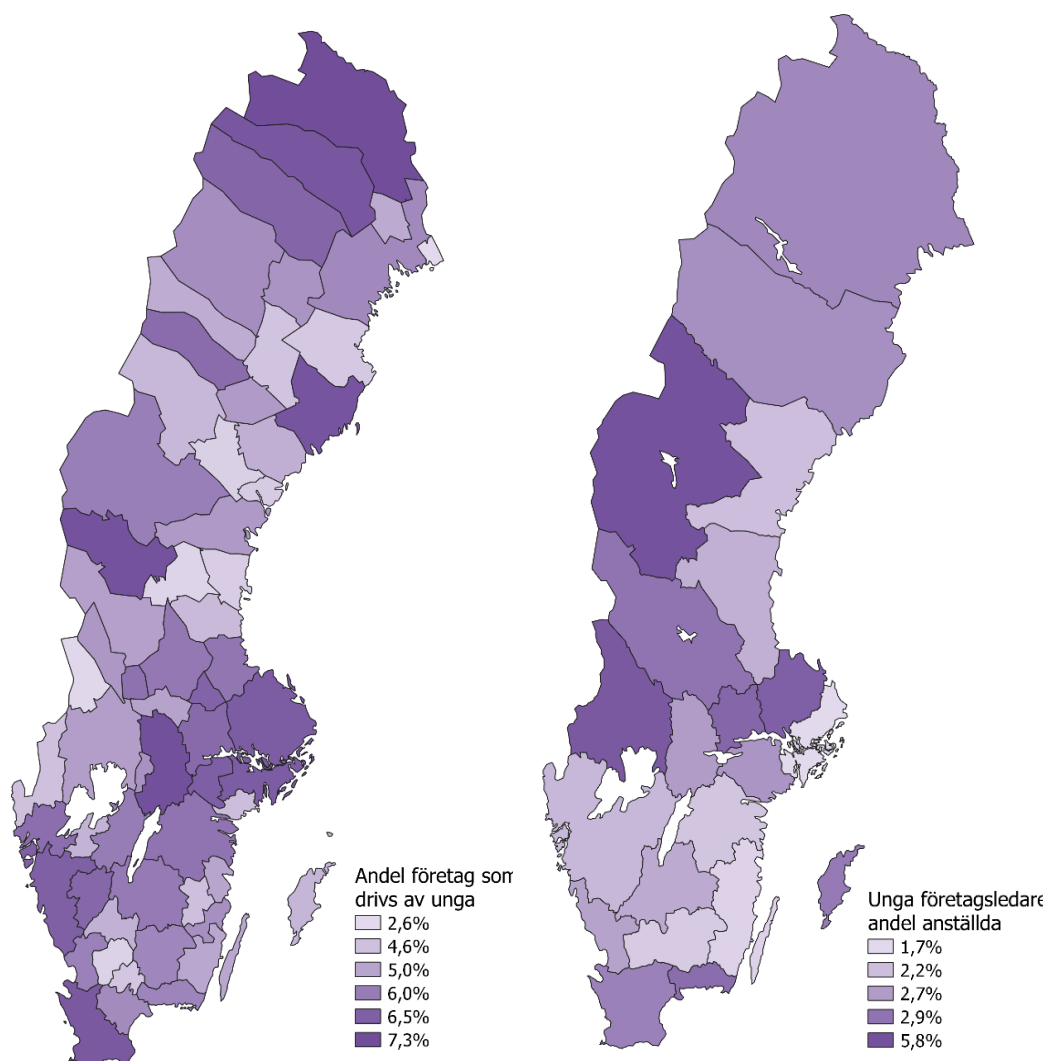 Andel företag som
drivs av unga
2,6%
4,6%
5,0%
6,0%
6,5%
7,3%
Unga företagsledare
andel anställda
1,7%
2,2%
2,7%
2,9%
5,8%